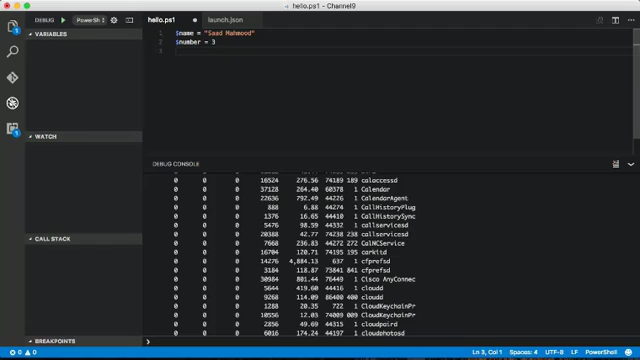 hello.ps1 — Channel9
DEBUG PowerSh
hello.ps1 launch.json
VARIABLES
1 $name = "Saad Mahmood"
2 $number = 3
3
WATCH
DEBUG CONSOLE
0 0 0 16524 276.56 74189 189 calaccessd
0 0 0 37128 264.40 60378 1 Calendar
0 0 0 22636 792.49 44226 1 CalendarAgent
0 0 0 888 6.88 44274 1 CallHistoryPlug
0 0 0 1376 16.65 44410 1 CallHistorySync
0 0 0 5476 98.59 44332 1 callservicesd
0 0 0 20388 42.77 74238 238 callservicesd
CALL STACK
0 0 0 7668 236.83 44272 272 CalNCService
0 0 0 16704 120.71 74195 195 carkitd
0 0 0 14276 4,884.13 637 1 cfprefsd
0 0 0 3184 118.87 73841 841 cfprefsd
0 0 0 30984 801.44 76449 1 Cisco AnyConnec
0 0 0 5644 419.60 44416 1 cloudd
0 0 0 9268 114.09 86400 400 cloudd
0 0 0 1288 20.35 722 1 CloudKeychainPr
0 0 0 10556 12.03 74009 009 CloudKeychainPr
0 0 0 2856 49.69 44315 1 cloudpaird
0 0 0 6016 174.24 44337 1 cloudphotosd
BREAKPOINTS
0 0 Ln 3, Col 1 Spaces: 4 UTF-8 LF PowerShell